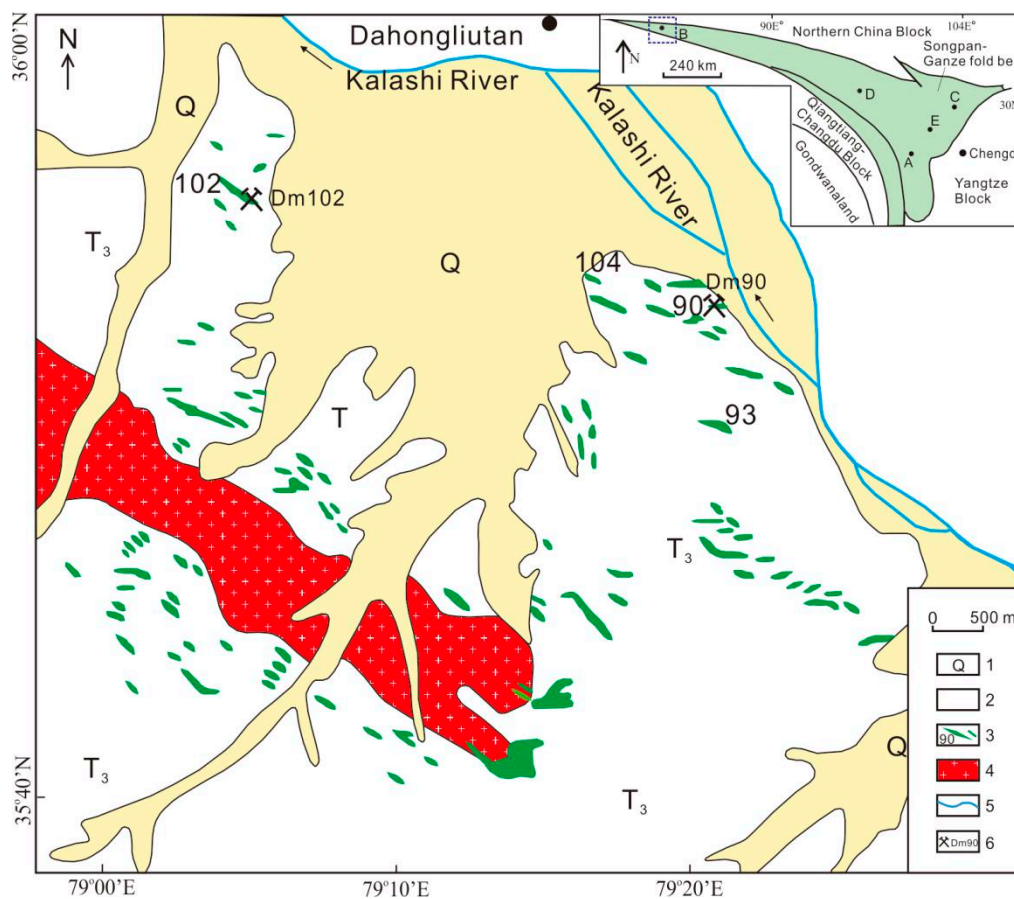 36°00'N
N
Q
Dahongliutan
Kalashi River
Kalashi River
90°E
104°E
Northern China Block
Songpan-
Ganze fold be
N
240 km
B
D
C
E
A
30N
Qiangtiang-
Changdu Block
Gondwanaland
Chengd
Yangtze
Block
102
Dm102
T3
Q
104
Dm90
90
T
93
T3
T3
T3
Q
35°40'N
79°00'E
79°10'E
79°20'E
0 500 m
Q 1
2
90 3
4
5
Dm90 6